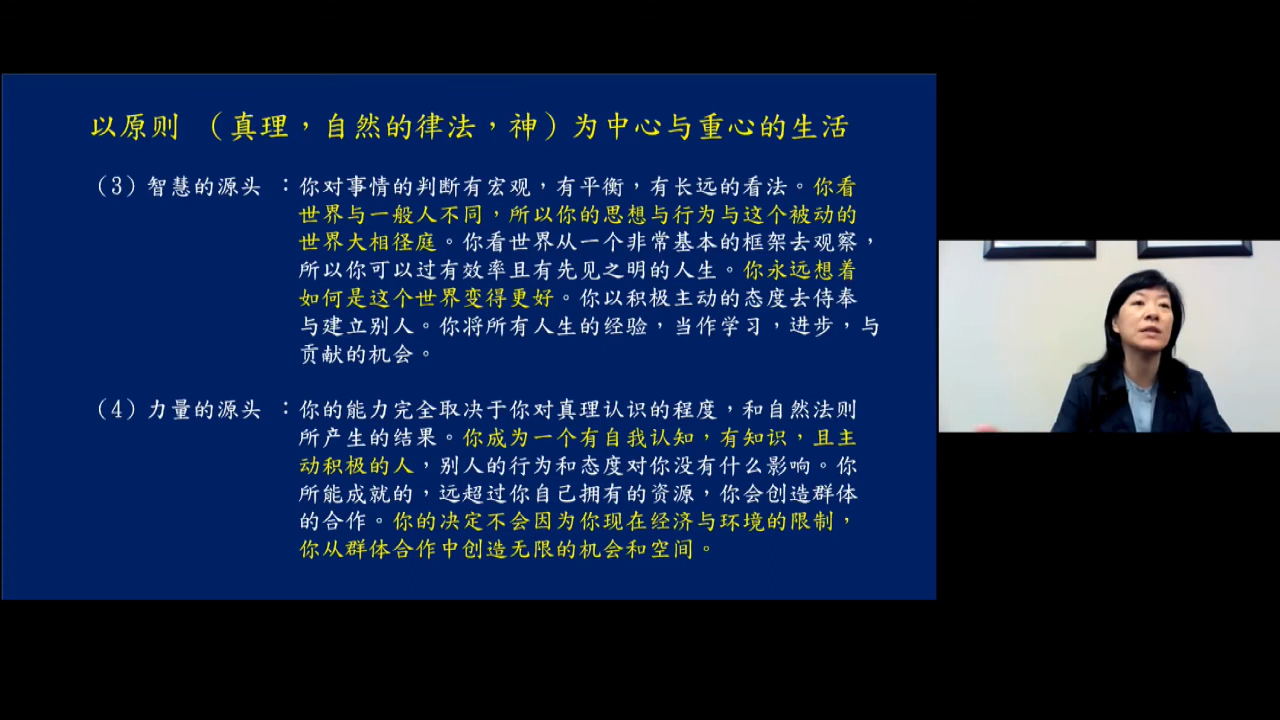 以原则 （真理，自然的律法，神）为中心与重心的生活
（3）智慧的源头 ：你对事情的判断有宏观，有平衡，有长远的看法。你看
世界与一般人不同，所以你的思想与行为与这个被动的
世界大相径庭。你看世界从一个非常基本的框架去观察，
所以你可以过有效率且有先见之明的人生。你永远想着
如何是这个世界变得更好。你以积极主动的态度去侍奉
与建立别人。你将所有人生的经验，当作学习，进步，与
贡献的机会。
（4）力量的源头 ：你的能力完全取决于你对真理认识的程度，和自然法则
所产生的结果。你成为一个有自我认知，有知识，且主
动积极的人，别人的行为和态度对你没有什么影响。你
所能成就的，远超过你自己拥有的资源，你会创造群体
的合作。你的决定不会因为你现在经济与环境的限制，
你从群体合作中创造无限的机会和空间。